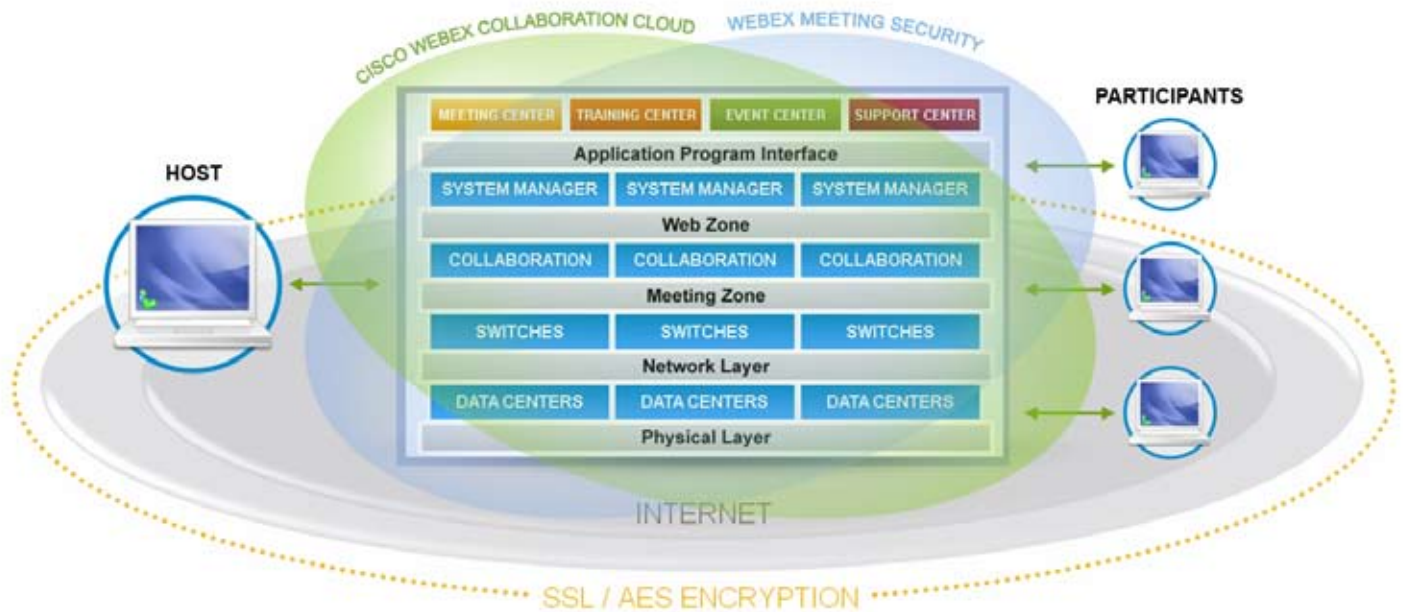 CISCO WEBEX COLLABORATION CLOUD
WEBEX MEETING SECURITY
PARTICIPANTS
HOST
MEETING CENTER
TRAINING CENTER
EVENT CENTER
SUPPORT CENTER
Application Program Interface
SYSTEM MANAGER
SYSTEM MANAGER
SYSTEM MANAGER
Web Zone
COLLABORATION
COLLABORATION
COLLABORATION
Meeting Zone
SWITCHES
SWITCHES
SWITCHES
Network Layer
DATA CENTERS
DATA CENTERS
DATA CENTERS
Physical Layer
INTERNET
SSL / AES ENCRYPTION